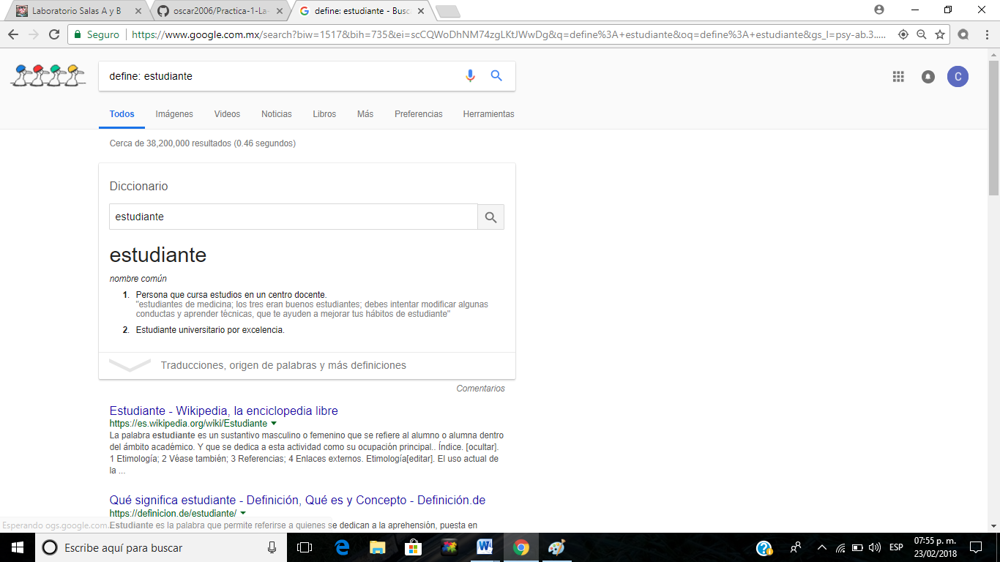 Laboratorio Salas A y B
oscar2006/Practica-1-La-
define: estudiante - Busc
Seguro
https://www.google.com.mx/search?biw=1517&bih=735&ei=scCQWoDhNM74zgLKtJWwDg&q=define%3A+estudiante&oq=define%3A+estudiante&gs_l=psy-ab.3.....
define: estudiante
C
Todos Imágenes Videos Noticias Libros Más Preferencias Herramientas
Cerca de 38,200,000 resultados (0.46 segundos)
Diccionario
estudiante
estudiante
nombre común
1. Persona que cursa estudios en un centro docente.
"estudiantes de medicina; los tres eran buenos estudiantes; debes intentar modificar algunas
conductas y aprender técnicas, que te ayuden a mejorar tus hábitos de estudiante"
2. Estudiante universitario por excelencia.
Traducciones, origen de palabras y más definiciones
Comentarios
Estudiante - Wikipedia, la enciclopedia libre
https://es.wikipedia.org/wiki/Estudiante
La palabra estudiante es un sustantivo masculino o femenino que se refiere al alumno o alumna dentro
del ámbito académico. Y que se dedica a esta actividad como su ocupación principal.. Índice. [ocultar].
1 Etimología; 2 Véase también; 3 Referencias; 4 Enlaces externos. Etimología[editar]. El uso actual de
la ...
Qué significa estudiante - Definición, Qué es y Concepto - Definición.de
https://definicion.de/estudiante/
Estudiante es la palabra que permite referirse a quienes se dedican a la aprehensión, puesta en
Esperando ogs.google.com...
Escribe aquí para buscar
ESP
07:55 p. m.
23/02/2018